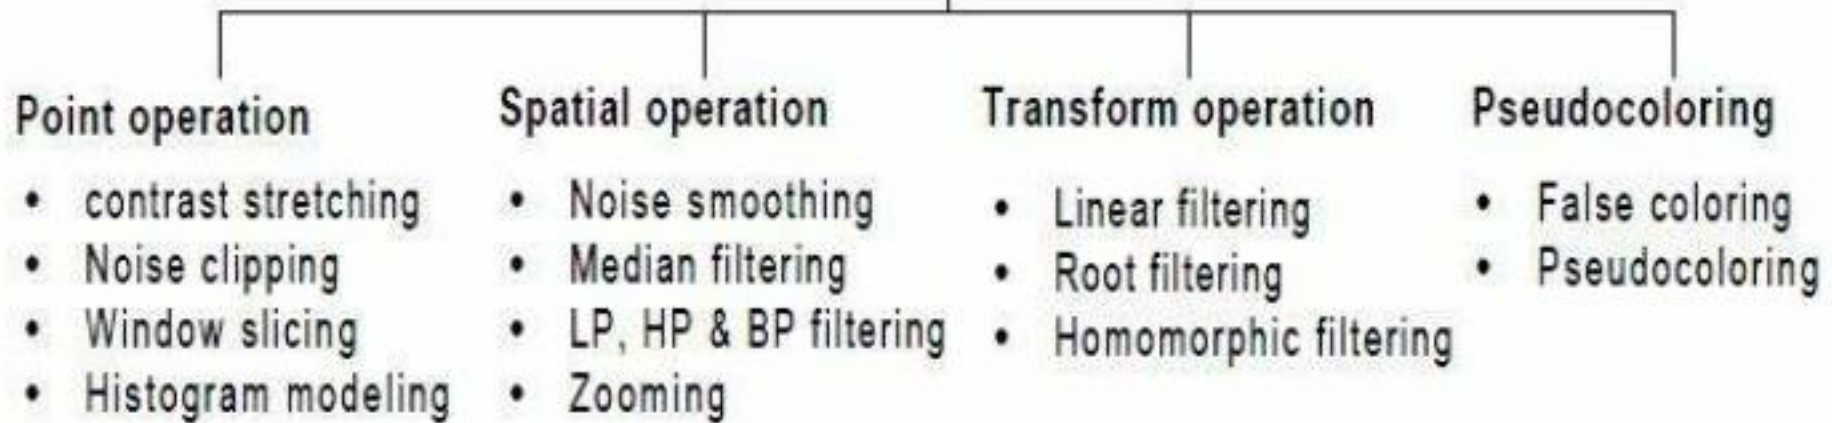 Point operation
• contrast stretching
• Noise clipping
• Window slicing
• Histogram modeling
Spatial operation
• Noise smoothing
• Median filtering
• LP, HP & BP filtering
• Zooming
Transform operation
• Linear filtering
• Root filtering
• Homomorphic filtering
Pseudocoloring
• False coloring
• Pseudocoloring